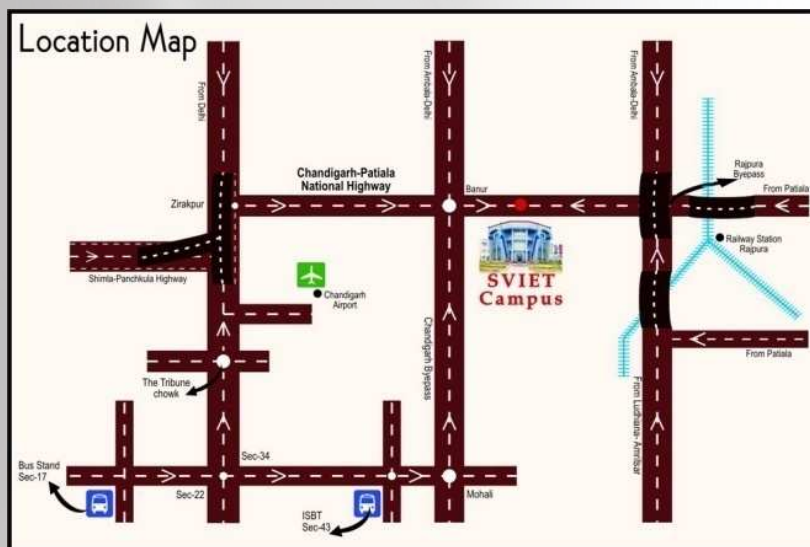 Location Map
From Delhi
From Ambala-Delhi
From Ambala-Delhi
Chandigarh-Patiala
National Highway
Zirakpur
Banur
Rajpura
Byepass
From Patiala
SVIET
Campus
Railway Station
Rajpura
Shimla-Panchkula Highway
Chandigarh
Airport
Chandigarh Byepass
From Patiala
The Tribune
chowk
From Ludhana- Amritsar
Sec-34
Bus Stand
Sec-17
Sec-22
ISBT
Sec-43
Mohali